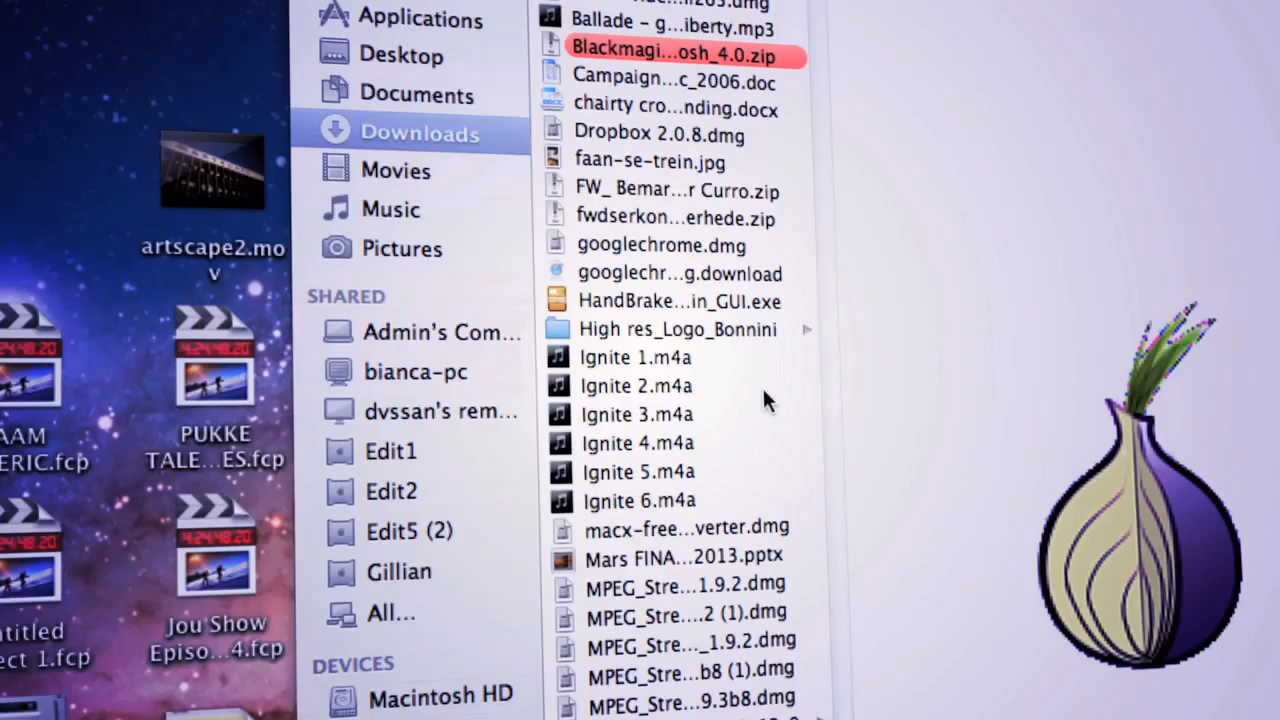 artscape2.mo
v
PUKKE
TALE...ES.fcp
Jou Show
Episo...4.fcp
Applications
Desktop
Documents
Downloads
Movies
Music
Pictures
SHARED
Admin's Com...
bianca-pc
dvssan's rem...
Edit1
Edit2
Edit5 (2)
Gillian
All...
DEVICES
Macintosh HD
Ballade - g...iberty.mp3
Blackmagi...osh_4.0.zip
Campaign...c_2006.doc
chairty cro...nding.docx
Dropbox 2.0.8.dmg
faan-se-trein.jpg
FW_ Bemar...r Curro.zip
fwdserkon...erhede.zip
googlechrome.dmg
googlechr...g.download
HandBrake...in_GUI.exe
High res_Logo_Bonnini
Ignite 1.m4a
Ignite 2.m4a
Ignite 3.m4a
Ignite 4.m4a
Ignite 5.m4a
Ignite 6.m4a
macx-free...verter.dmg
Mars FINA...2013.pptx
MPEG_Stre...1.9.2.dmg
MPEG_Stre...2 (1).dmg
MPEG_Stre..._1.9.2.dmg
MPEG_Stre...b8 (1).dmg
MPEG_Stre...9.3b8.dmg